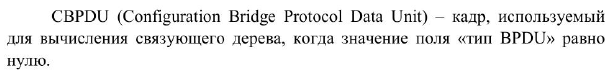 CBPDU (Configuration Bridge Protocol Data Unit) – кадр, используемый
для вычисления связующего дерева, когда значение поля «тип BPDU» равно
нулю.